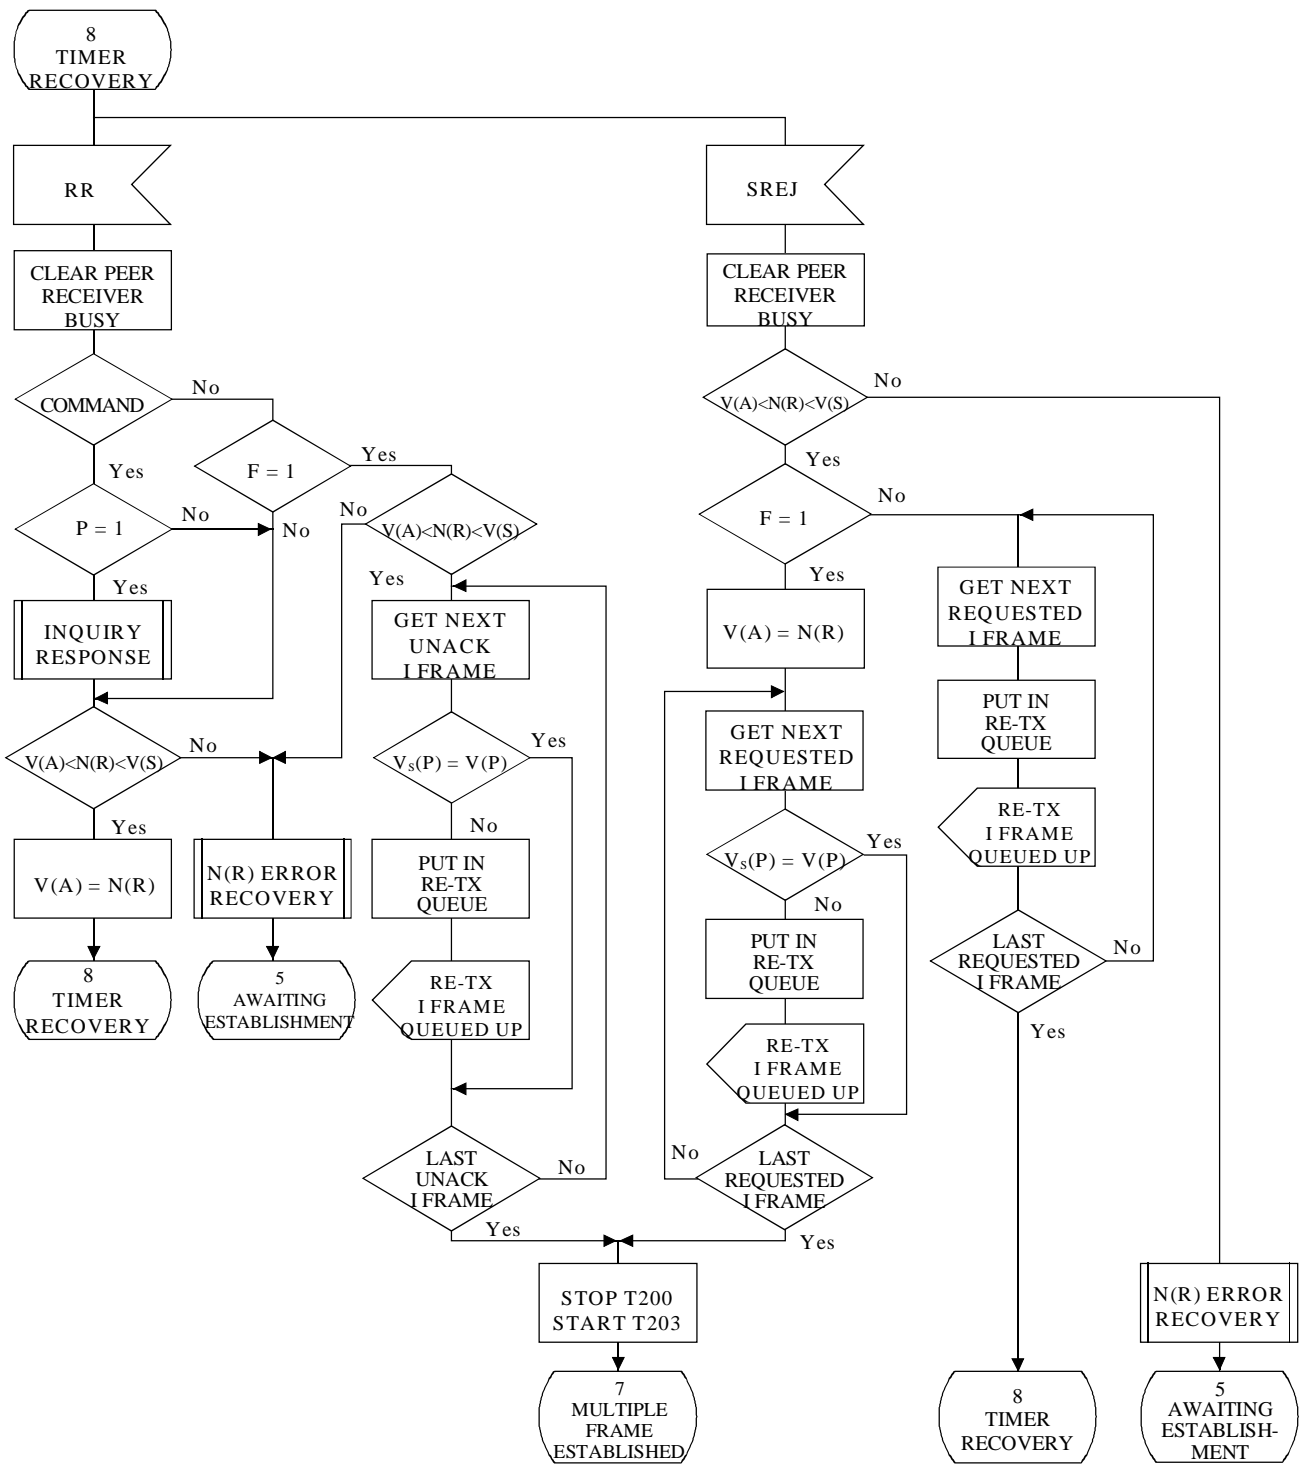 8
TIMER
RECOVERY
RR
CLEAR PEER
RECEIVER
BUSY
COMMAND
No
Yes
F = 1
Yes
No
P = 1
No
Yes
INQUIRY
RESPONSE
V(A)<N(R)<V(S)
No
Yes
V(A) = N(R)
8
TIMER
RECOVERY
N(R) ERROR
RECOVERY
5
AWAITING
ESTABLISHMENT
No
V(A)<N(R)<V(S)
Yes
GET NEXT
UNACK
I FRAME
Vs(P) = V(P)
Yes
No
PUT IN
RE-TX
QUEUE
RE-TX
I FRAME
QUEUED UP
LAST
UNACK
I FRAME
No
Yes
SREJ
CLEAR PEER
RECEIVER
BUSY
V(A)<N(R)<V(S)
No
Yes
F = 1
No
Yes
V(A) = N(R)
GET NEXT
REQUESTED
I FRAME
Vs(P) = V(P)
Yes
No
PUT IN
RE-TX
QUEUE
RE-TX
I FRAME
QUEUED UP
No
LAST
REQUESTED
I FRAME
Yes
STOP T200
START T203
7
MULTIPLE
FRAME
ESTABLISHED
GET NEXT
REQUESTED
I FRAME
PUT IN
RE-TX
QUEUE
RE-TX
I FRAME
QUEUED UP
LAST
REQUESTED
I FRAME
No
Yes
8
TIMER
RECOVERY
N(R) ERROR
RECOVERY
5
AWAITING
ESTABLISH-
MENT